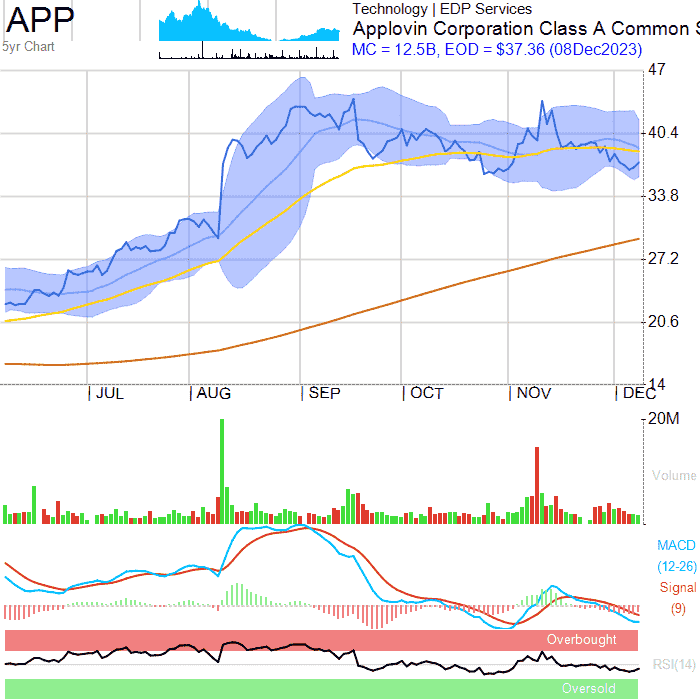 APP
5yr Chart
Technology | EDP Services
Applovin Corporation Class A Common S
MC = 12.5B, EOD = $37.36 (08Dec2023)
47
40.4
33.8
27.2
20.6
14
JUL AUG SEP OCT NOV DEC
20M
Volume
MACD
(12-26)
Signal
(9)
Overbought
RSI(14)
Oversold